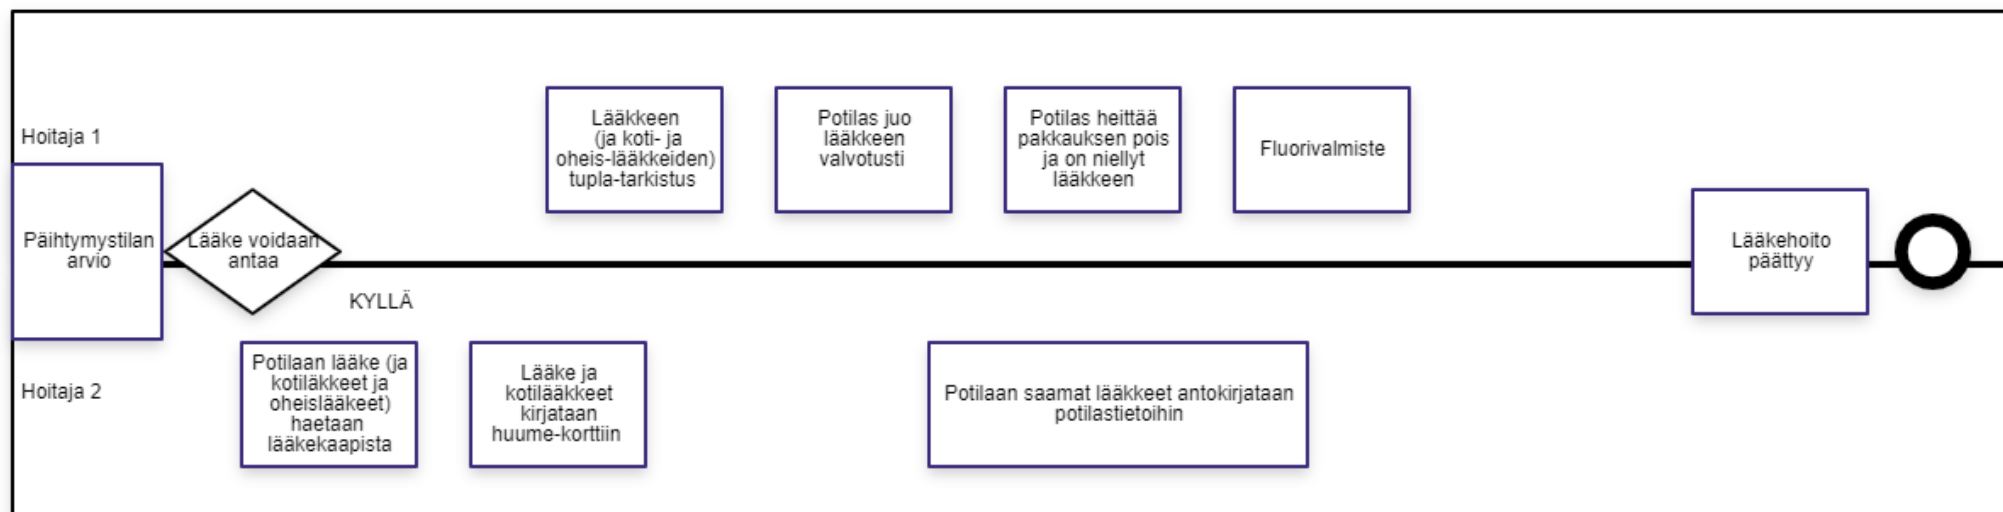 Hoitaja 1
Päihtymystilan
arvio
Lääke voidaan
antaa
KYLLÄ
Lääkkeen
(ja koti- ja
oheis-lääkkeiden)
tupla-tarkistus
Potilas juo
lääkkeen
valvotusti
Potilas heittää
pakkauksen pois
ja on niellyt
lääkkeen
Fluorivalmiste
Lääkehoito
päättyy
Hoitaja 2
Potilaan lääke (ja
kotiläkkeet ja
oheislääkeet)
haetaan
lääkekaapista
Lääke ja
kotilääkkeet
kirjataan
huume-korttiin
Potilaan saamat lääkkeet antokirjataan
potilastietoihin